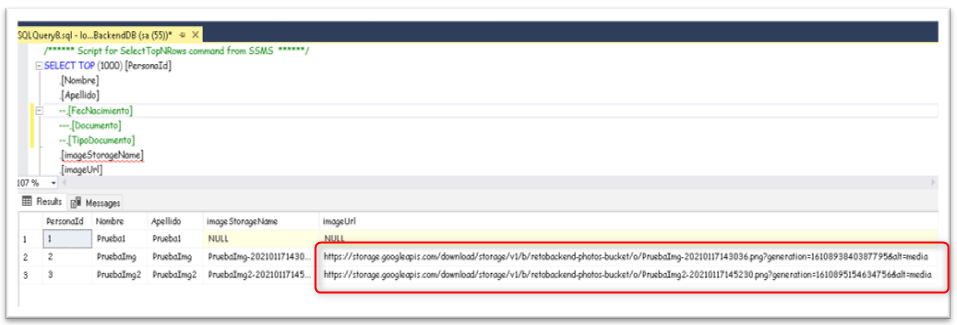 SQLQuery8.sql - lo...BackendDB (sa (55))*
/****** Script for SelectTopNRows command from SSMS ******/
SELECT TOP (1000) [PersonaId]
,[Nombre]
,[Apellido]
--,[FecNacimiento]
---,[Documento]
--,[TipoDocumento]
,[imageStorageName]
,[imageUrl]
107 %
Results Messages
PersonaId Nombre Apellido imageStorageName imageUrl
1 1 Prueba1 Prueba1 NULL NULL
2 2 PruebaImg PruebaImg PruebaImg-202101171430... https://storage.googleapis.com/download/storage/v1/b/retobackend-photos-bucket/o/PruebaImg-20210117143036.png?generation=1610893840387795&alt=media
3 3 PruebaImg2 PruebaImg2 PruebaImg2-20210117145... https://storage.googleapis.com/download/storage/v1/b/retobackend-photos-bucket/o/PruebaImg2-20210117145230.png?generation=1610895154634756&alt=media